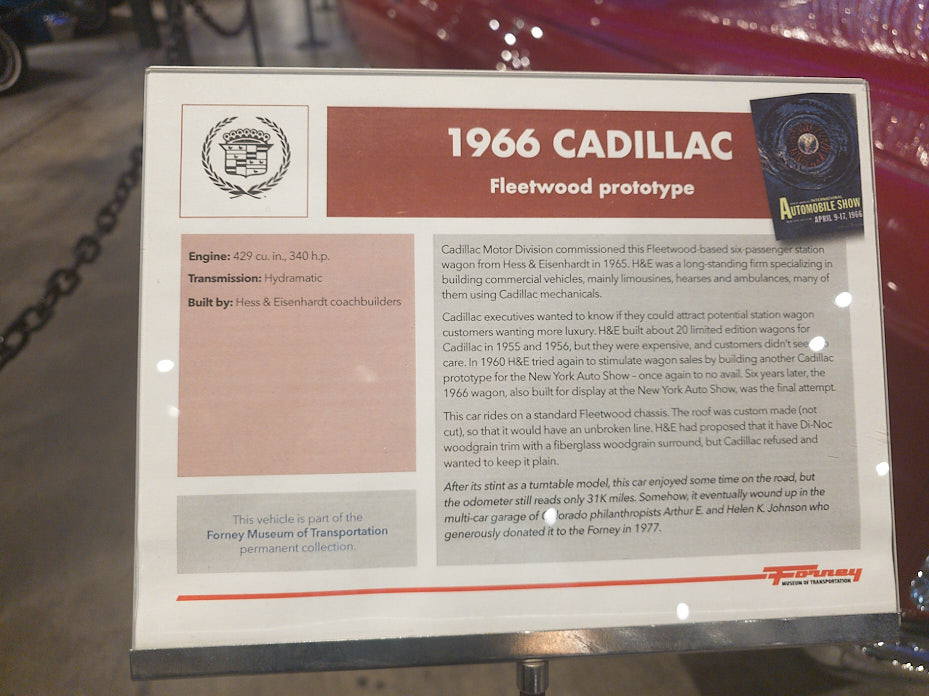 1966 CADILLAC
Fleetwood prototype
INTERNATIONAL
AUTOMOBILE SHOW
APRIL 9-17, 1966
Engine: 429 cu. in., 340 h.p.
Transmission: Hydramatic
Built by: Hess & Eisenhardt coachbuilders
This vehicle is part of the
Forney Museum of Transportation
permanent collection.
Cadillac Motor Division commissioned this Fleetwood-based six-passenger station
wagon from Hess & Eisenhardt in 1965. H&E was a long-standing firm specializing in
building commercial vehicles, mainly limousines, hearses and ambulances, many of
them using Cadillac mechanicals.
Cadillac executives wanted to know if they could attract potential station wagon
customers wanting more luxury. H&E built about 20 limited edition wagons for
Cadillac in 1955 and 1956, but they were expensive, and customers didn't seem to
care. In 1960 H&E tried again to stimulate wagon sales by building another Cadillac
prototype for the New York Auto Show – once again to no avail. Six years later, the
1966 wagon, also built for display at the New York Auto Show, was the final attempt.
This car rides on a standard Fleetwood chassis. The roof was custom made (not
cut), so that it would have an unbroken line. H&E had proposed that it have Di-Noc
woodgrain trim with a fiberglass woodgrain surround, but Cadillac refused and
wanted to keep it plain.
After its stint as a turntable model, this car enjoyed some time on the road, but
the odometer still reads only 31K miles. Somehow, it eventually wound up in the
multi-car garage of Colorado philanthropists Arthur E. and Helen K. Johnson who
generously donated it to the Forney in 1977.
Forney
MUSEUM OF TRANSPORTATION